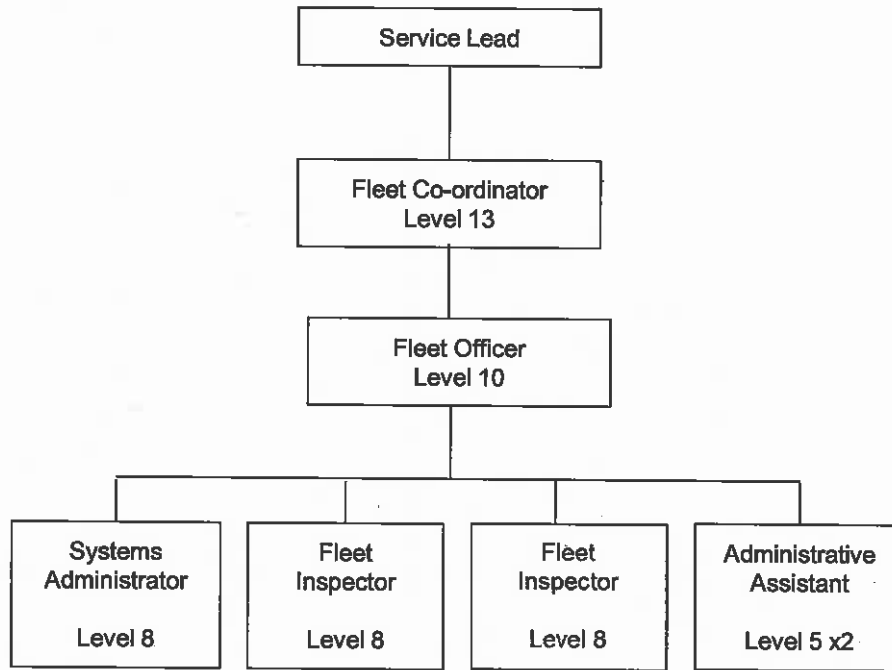 Service Lead
Fleet Co-ordinator
Level 13
Fleet Officer
Level 10
Systems
Administrator
Level 8
Fleet
Inspector
Level 8
Fleet
Inspector
Level 8
Administrative
Assistant
Level 5 x2